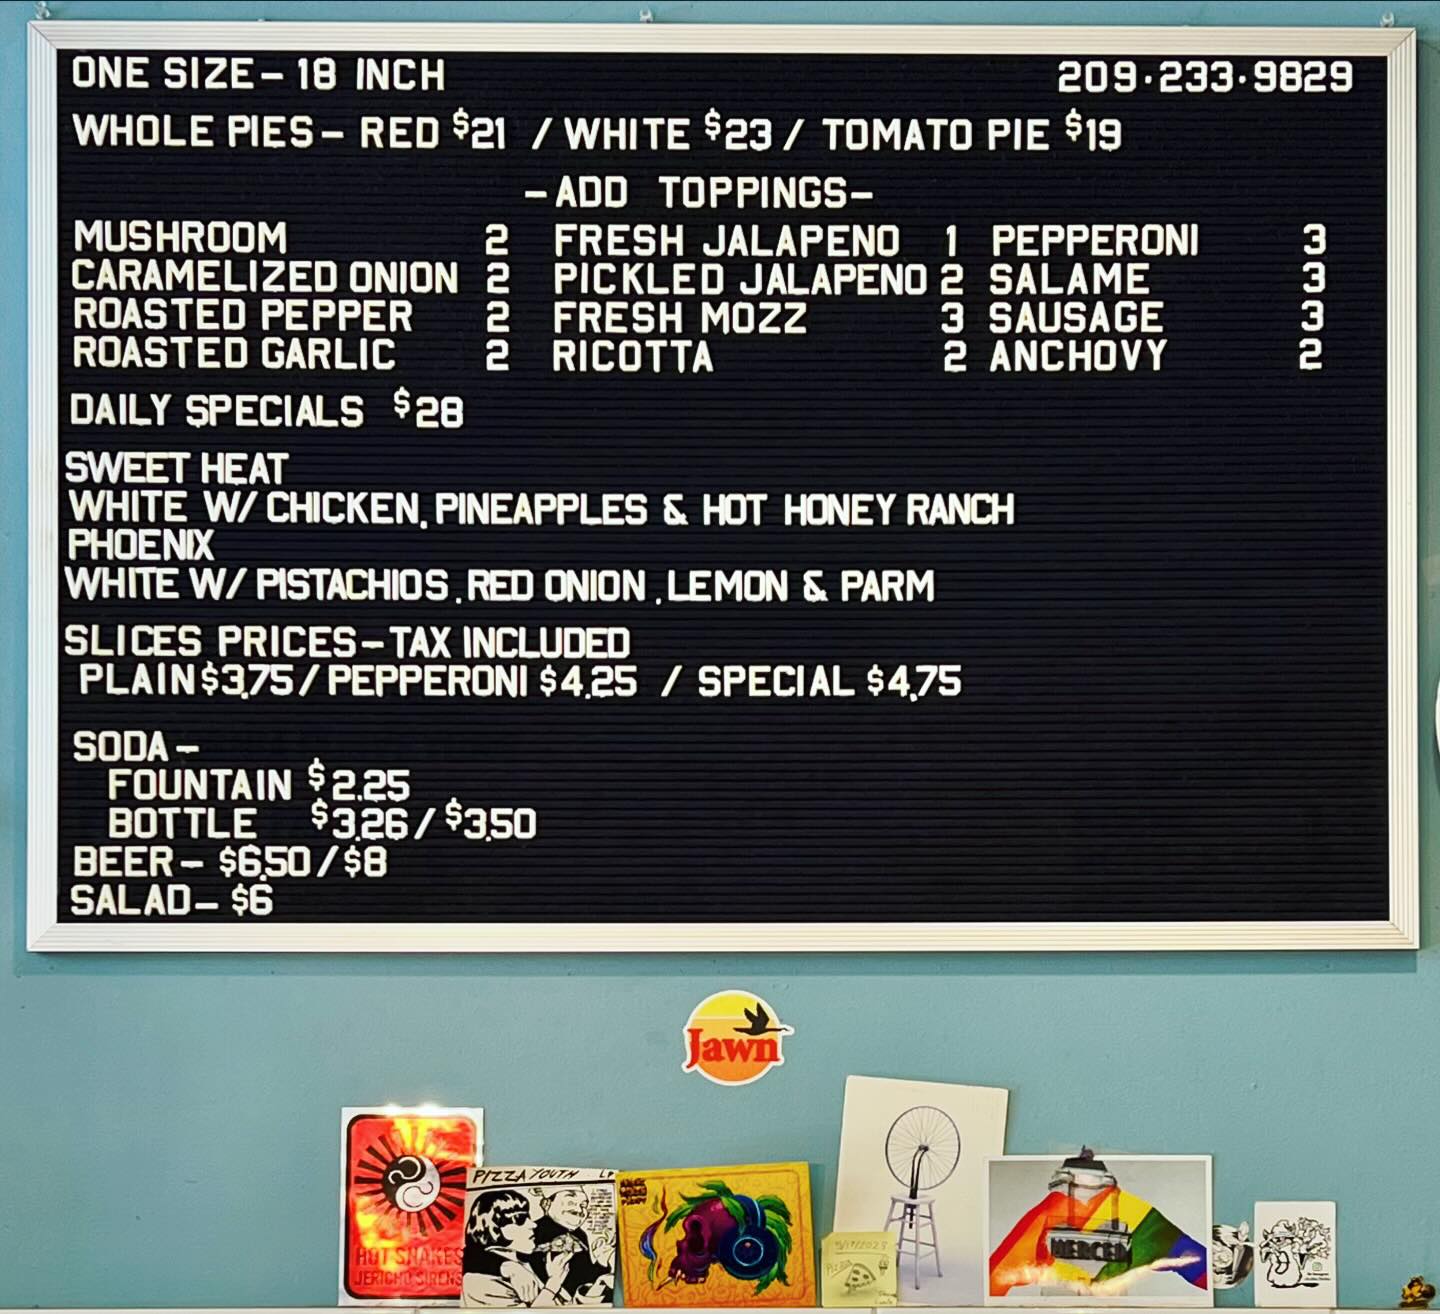 ONE SIZE – 18 INCH 209·233·9829
WHOLE PIES – RED $21 / WHITE $23 / TOMATO PIE $19
– ADD TOPPINGS –
MUSHROOM 2 FRESH JALAPENO 1 PEPPERONI 3
CARAMELIZED ONION 2 PICKLED JALAPENO 2 SALAME 3
ROASTED PEPPER 2 FRESH MOZZ 3 SAUSAGE 3
ROASTED GARLIC 2 RICOTTA 2 ANCHOVY 2
DAILY SPECIALS $28
SWEET HEAT
WHITE W/ CHICKEN, PINEAPPLES & HOT HONEY RANCH
PHOENIX
WHITE W/ PISTACHIOS, RED ONION, LEMON & PARM
SLICES PRICES – TAX INCLUDED
PLAIN $3.75 / PEPPERONI $4.25 / SPECIAL $4.75
SODA –
FOUNTAIN $2.25
BOTTLE $3.26 / $3.50
BEER – $6.50 / $8
SALAD – $6
Jawn
HOT SNAKES
JERICHO SIRENS
PIZZA YOUTH LP
5/17/2023
PIZZA
MERCED